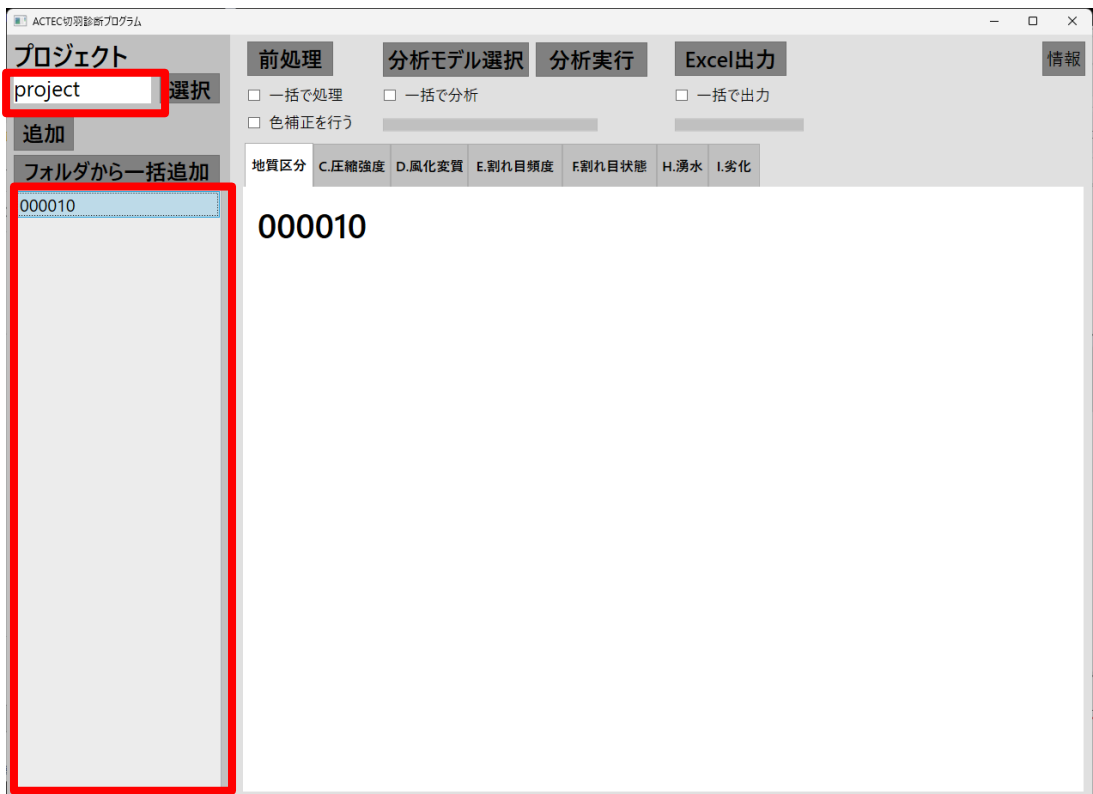 ACTEC切羽診断プログラム
プロジェクト
project 選択
追加
フォルダから一括追加
000010
前処理 分析モデル選択 分析実行 Excel出力 情報
一括で処理 一括で分析 一括で出力
色補正を行う
地質区分 C.圧縮強度 D.風化変質 E.割れ目頻度 F.割れ目状態 H.湧水 I.劣化
000010